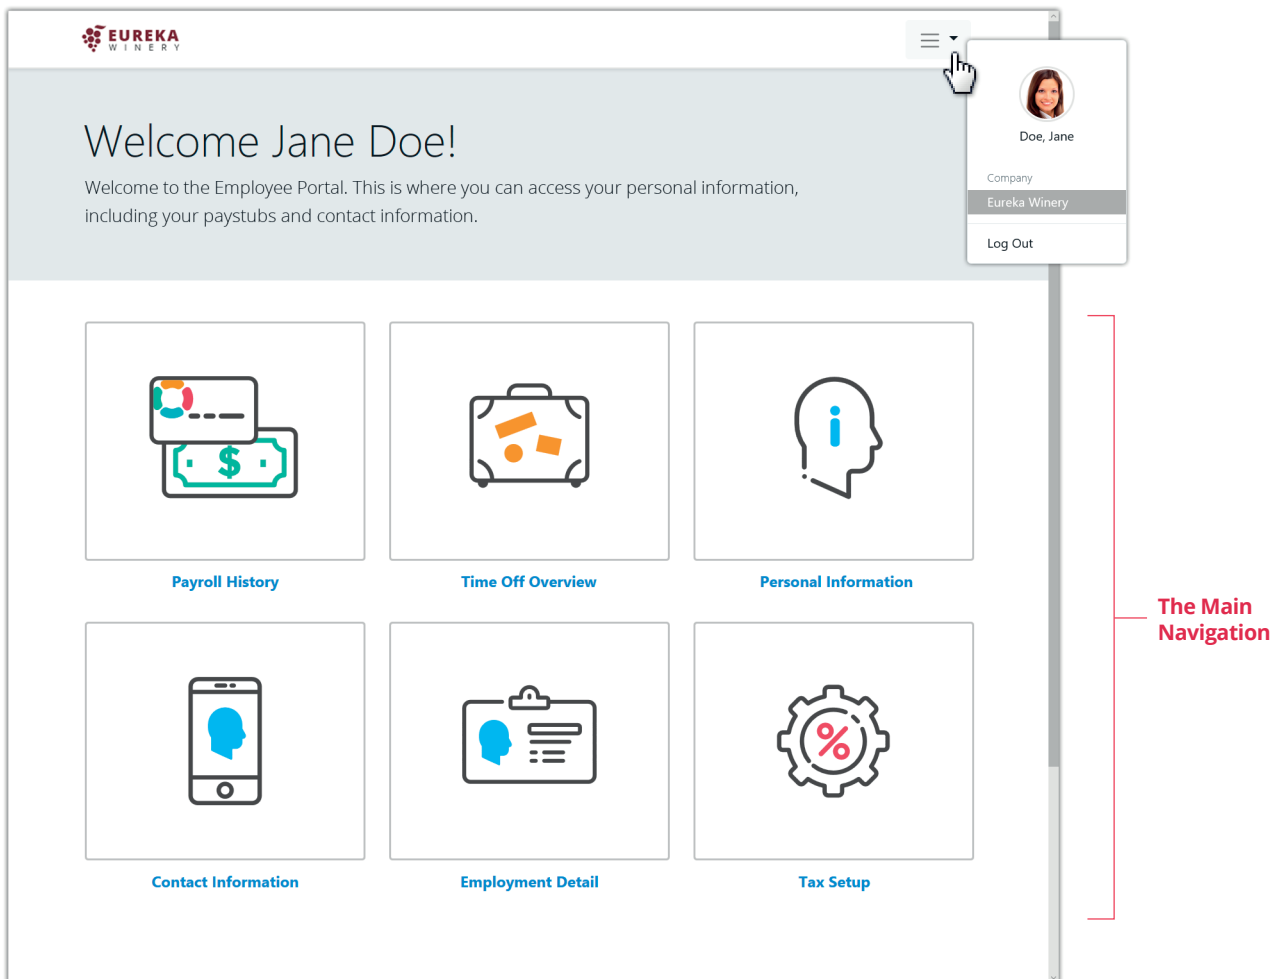 EUREKA
WINERY
Welcome Jane Doe!
Welcome to the Employee Portal. This is where you can access your personal information,
including your paystubs and contact information.
Doe, Jane
Company
Eureka Winery
Log Out
$
i
Payroll History
Time Off Overview
Personal Information
The Main
Navigation
%
Contact Information
Employment Detail
Tax Setup